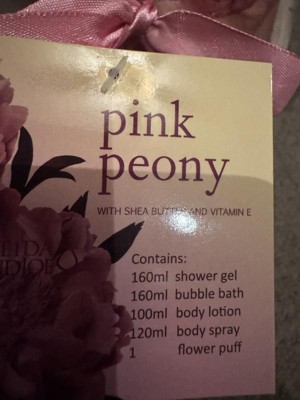 pink
peony
WITH SHEA BUTTER AND VITAMIN E
Contains:
160ml shower gel
160ml bubble bath
100ml body lotion
120ml body spray
1 flower puff